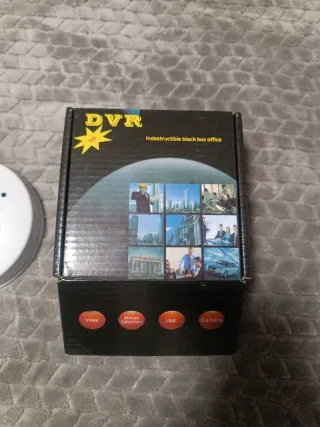 DVR
Indestructible black box office
Video
Motion
Detection
USB
Camera